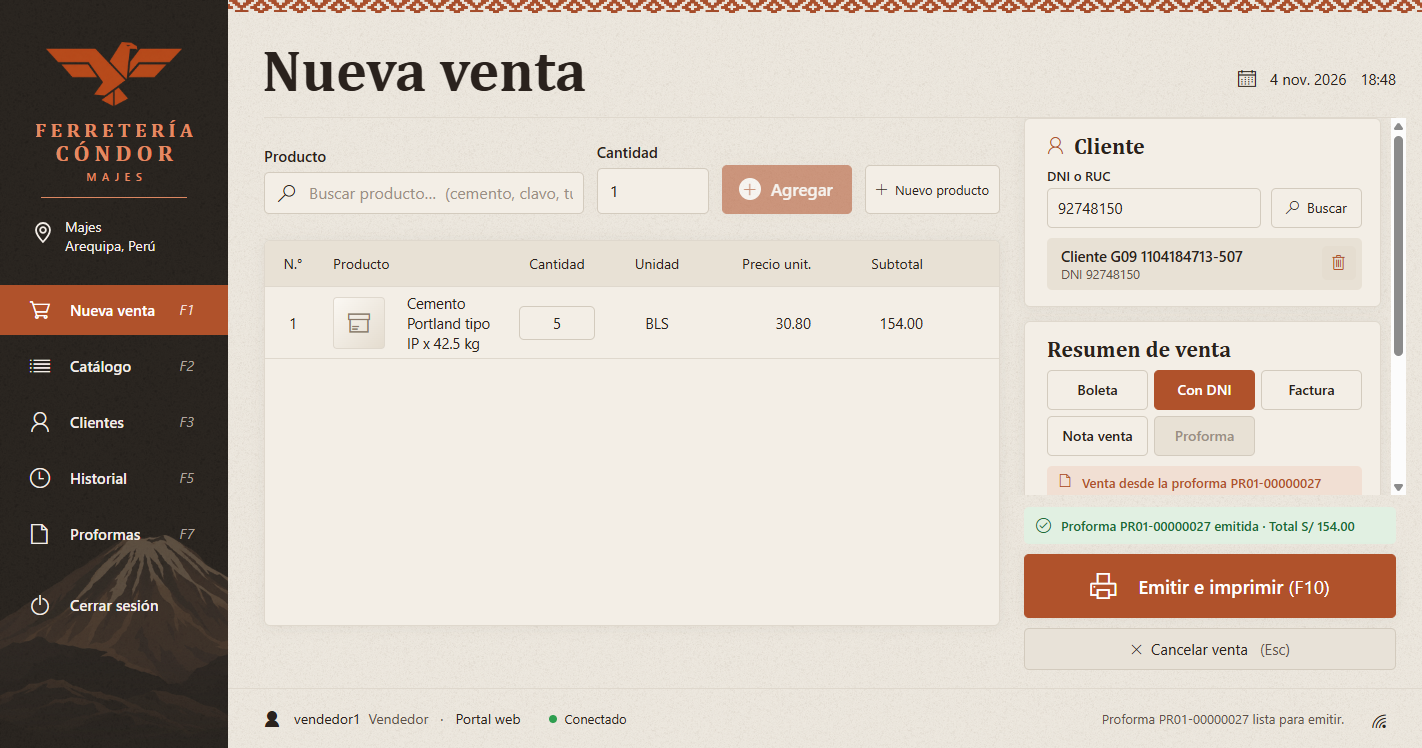 FERRETERÍA
CÓNDOR
MAJES
Majes
Arequipa, Perú
Nueva venta F1
Catálogo F2
Clientes F3
Historial F5
Proformas F7
Cerrar sesión
Nueva venta
4 nov. 2026 18:48
Producto
Cantidad
Buscar producto... (cemento, clavo, tu
1
Agregar
Nuevo producto
N.° Producto Cantidad Unidad Precio unit. Subtotal
1 Cemento Portland tipo IP x 42.5 kg 5 BLS 30.80 154.00
Cliente
DNI o RUC
92748150
Buscar
Cliente G09 1104184713-507
DNI 92748150
Resumen de venta
Boleta Con DNI Factura
Nota venta Proforma
Venta desde la proforma PR01-00000027
Proforma PR01-00000027 emitida · Total S/ 154.00
Emitir e imprimir (F10)
Cancelar venta (Esc)
vendedor1 Vendedor · Portal web Conectado
Proforma PR01-00000027 lista para emitir.